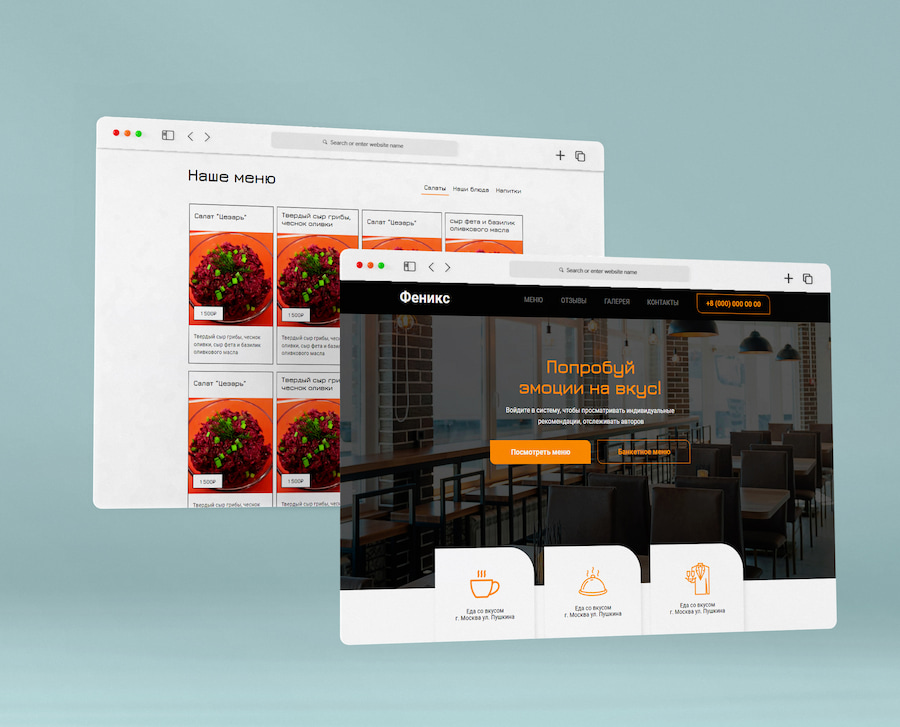 Search or enter website name
Наше меню
Салаты Наши блюда Напитки
Салат "Цезарь"
Твердый сыр грибы,
чеснок оливки
Салат "Цезарь"
сыр фета и базилик
оливкового масла
1 500₽
1 500₽
Твердый сыр грибы, чеснок
оливки, сыр фета и базилик
оливкового масла
Твердый сыр гри
оливки, сыр фета
оливкового масла
Салат "Цезарь"
Твердый сыр гри
чеснок оливки
1 500₽
1 500₽
Твердый сыр грибы, чеснок
Твердый сыр гри
Search or enter website name
Феникс
МЕНЮ ОТЗЫВЫ ГАЛЕРЕЯ КОНТАКТЫ
+8 (000) 000 00 00
Попробуй
эмоции на вкус!
Войдите в систему, чтобы просматривать индивидуальные
рекомендации, отслеживать авторов
Посмотреть меню
Банкетное меню
Еда со вкусом
г. Москва ул. Пушкина
Еда со вкусом
г. Москва ул. Пушкина
Еда со вкусом
г. Москва ул. Пушкина